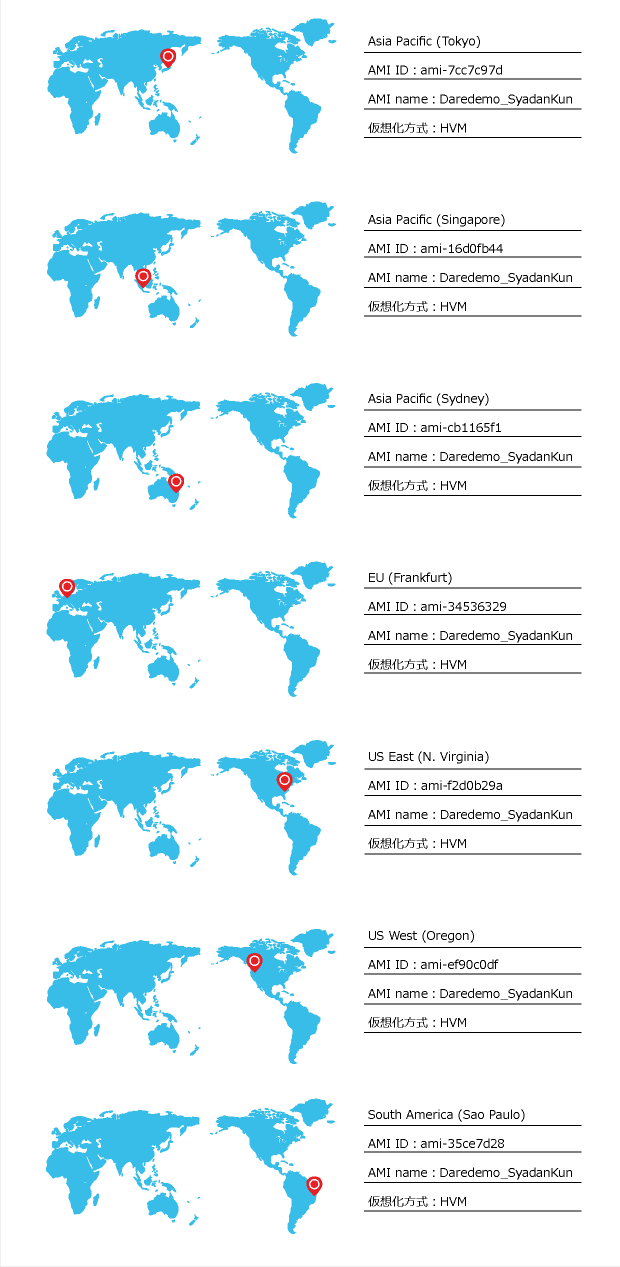 Asia Pacific (Tokyo)
AMI ID : ami-7cc7c97d
AMI name : Daredemo_SyadanKun
仮想化方式 : HVM
Asia Pacific (Singapore)
AMI ID : ami-16d0fb44
AMI name : Daredemo_SyadanKun
仮想化方式 : HVM
Asia Pacific (Sydney)
AMI ID : ami-cb1165f1
AMI name : Daredemo_SyadanKun
仮想化方式 : HVM
EU (Frankfurt)
AMI ID : ami-34536329
AMI name : Daredemo_SyadanKun
仮想化方式 : HVM
US East (N. Virginia)
AMI ID : ami-f2d0b29a
AMI name : Daredemo_SyadanKun
仮想化方式 : HVM
US West (Oregon)
AMI ID : ami-ef90c0df
AMI name : Daredemo_SyadanKun
仮想化方式 : HVM
South America (Sao Paulo)
AMI ID : ami-35ce7d28
AMI name : Daredemo_SyadanKun
仮想化方式 : HVM